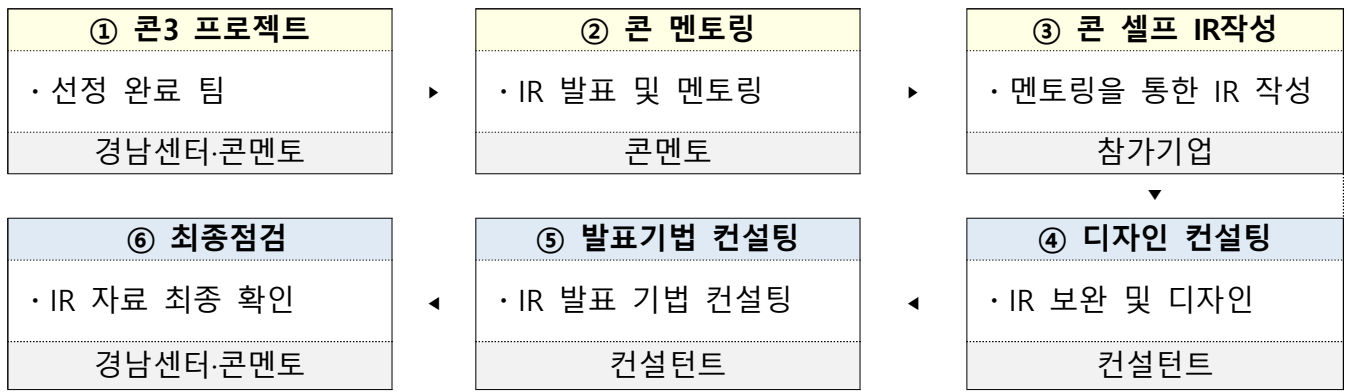 ① 콘3 프로젝트
· 선정 완료 팀
경남센터·콘멘토
② 콘 멘토링
· IR 발표 및 멘토링
콘멘토
③ 콘 셀프 IR작성
· 멘토링을 통한 IR 작성
참가기업
④ 디자인 컨설팅
· IR 보완 및 디자인
컨설턴트
⑤ 발표기법 컨설팅
· IR 발표 기법 컨설팅
컨설턴트
⑥ 최종점검
· IR 자료 최종 확인
경남센터·콘멘토